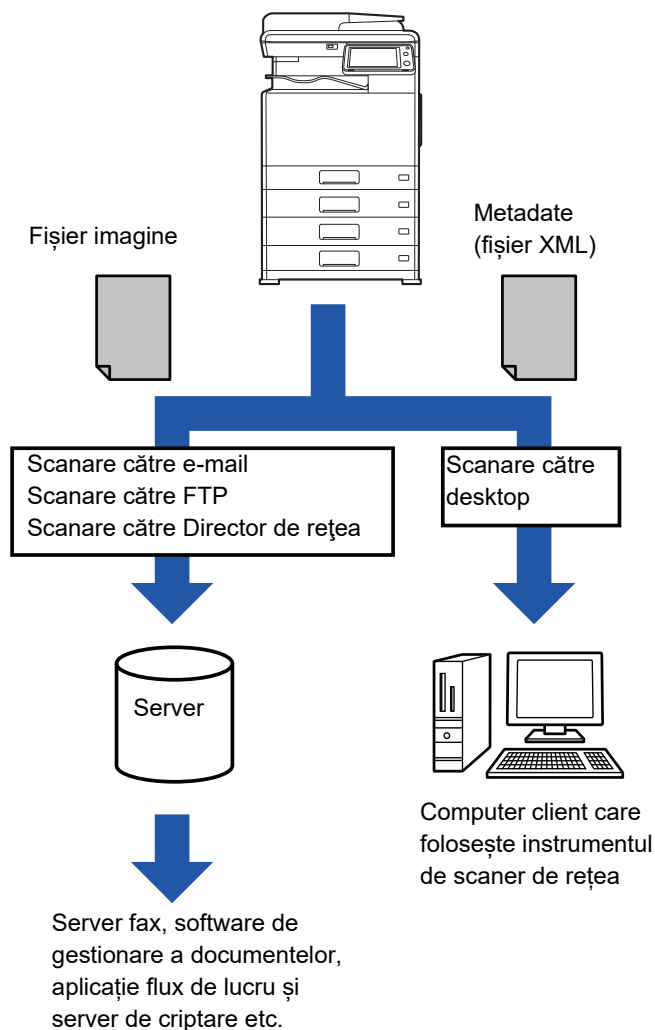 Fișier imagine
Metadate
(fișier XML)
Scanare către e-mail
Scanare către FTP
Scanare către Director de reţea
Scanare către
desktop
Server
Computer client care
folosește instrumentul
de scaner de rețea
Server fax, software de
gestionare a documentelor,
aplicație flux de lucru și
server de criptare etc.